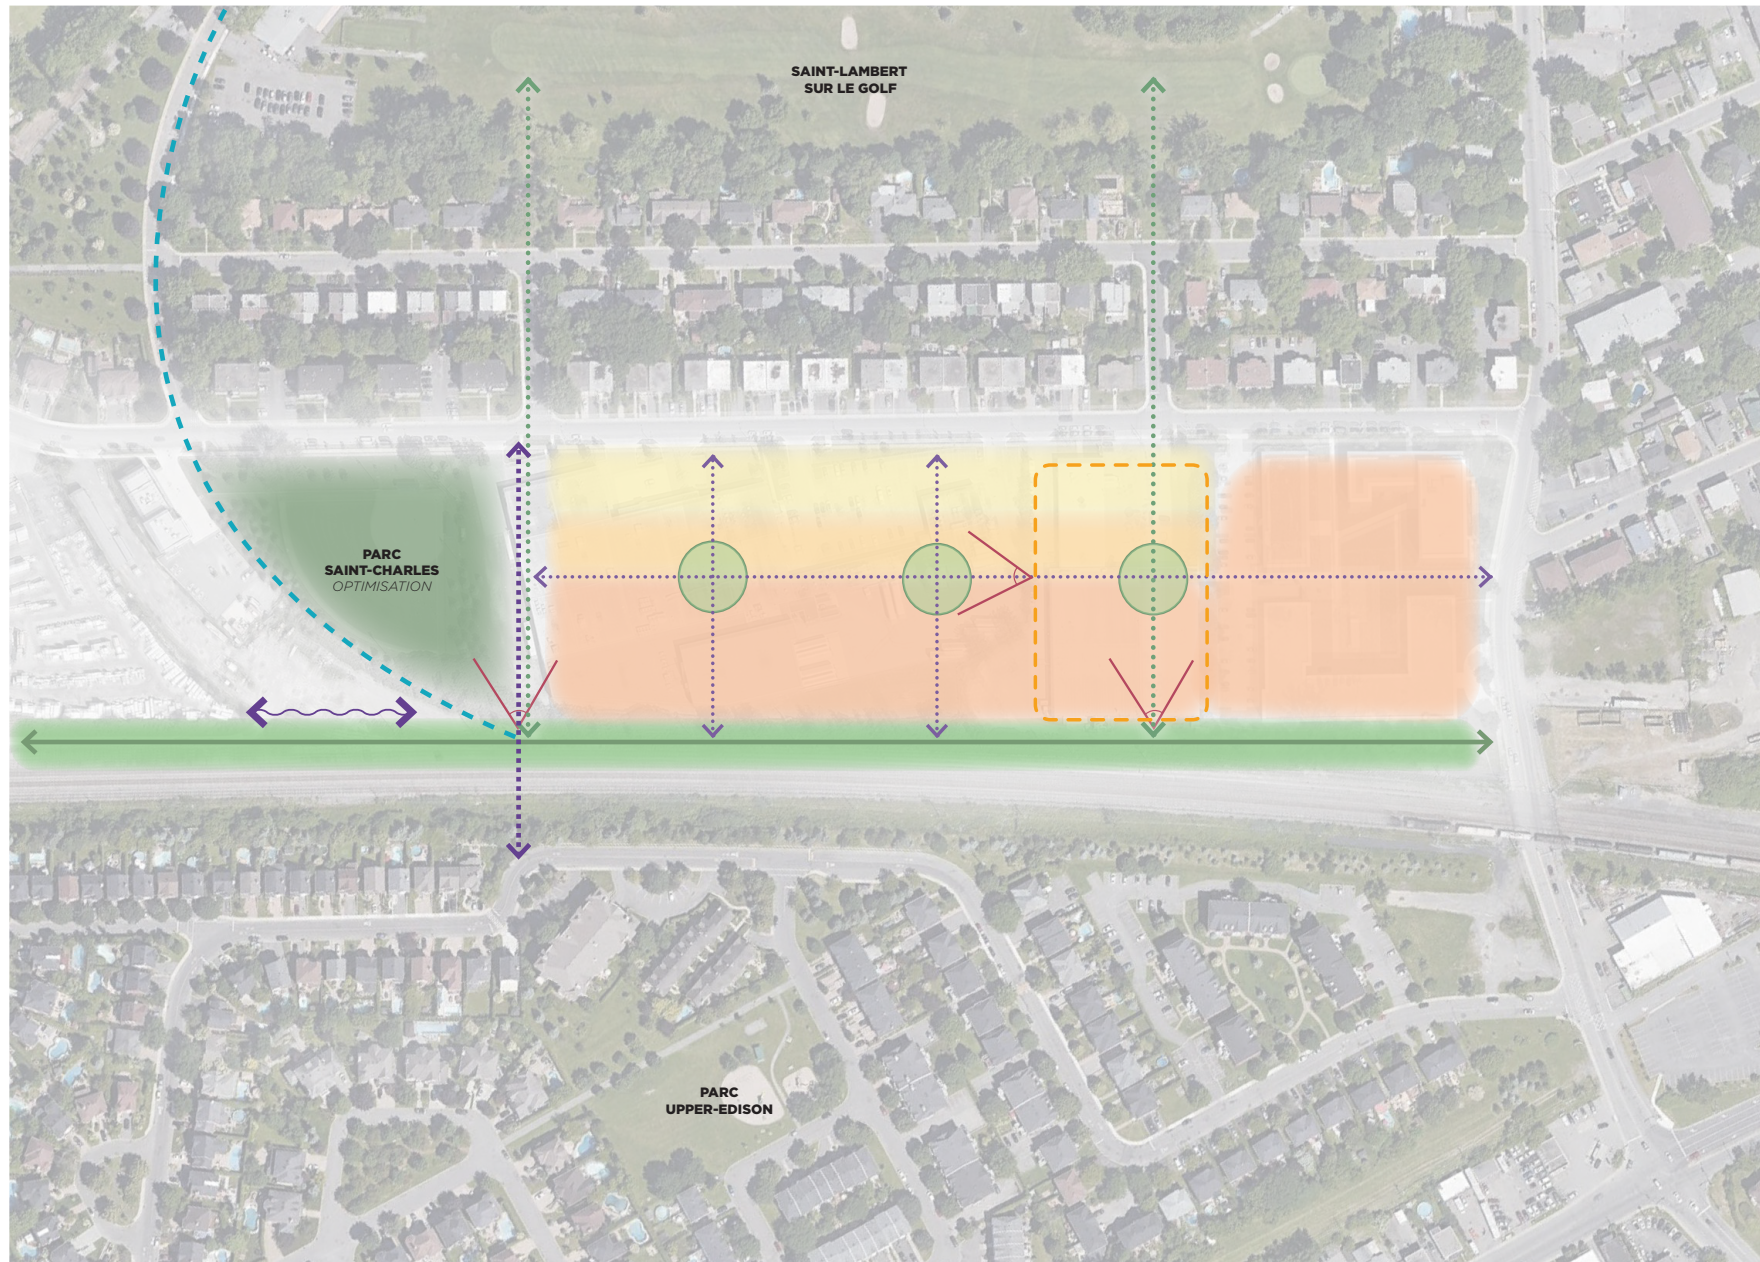 SAINT-LAMBERT
SUR LE GOLF
PARC
SAINT-CHARLES
OPTIMISATION
PARC
UPPER-EDISON